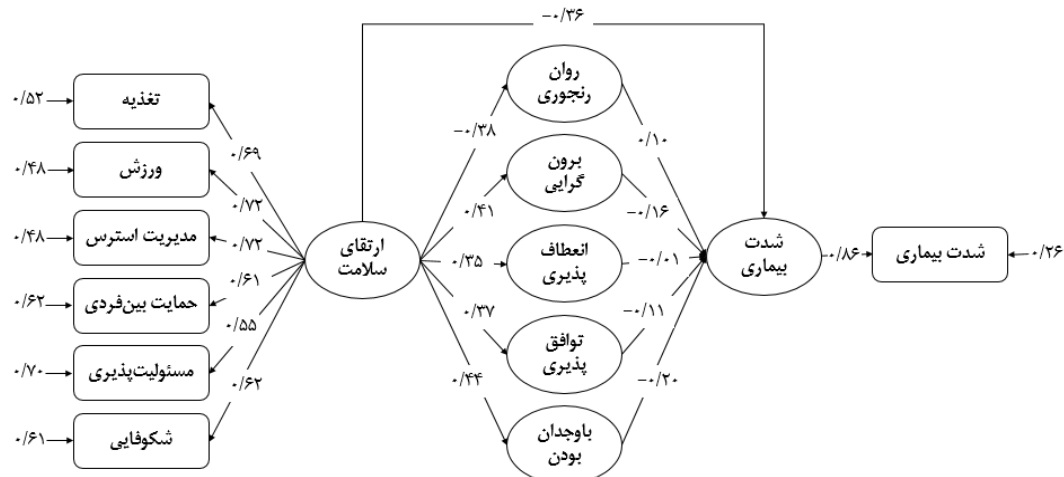 -۰/۳۶
روان
رنجوری
۰/۵۲
تغذیه
۰/۶۹
-۰/۳۸
۰/۱۰
۰/۴۸
ورزش
۰/۷۲
برون
گرایی
۰/۴۱
-۰/۱۶
۰/۴۸
مدیریت استرس
۰/۷۲
ارتقای
سلامت
۰/۳۵
انعطاف
پذیری
-۰/۰۱
شدت
بیماری
۰/۸۶
شدت بیماری
۰/۲۶
۰/۶۲
حمایت بین‌فردی
۰/۶۱
۰/۳۷
توافق
پذیری
-۰/۱۱
۰/۷۰
مسئولیت‌پذیری
۰/۵۵
۰/۴۴
-۰/۲۰
۰/۶۱
شکوفایی
۰/۶۲
باوجدان
بودن